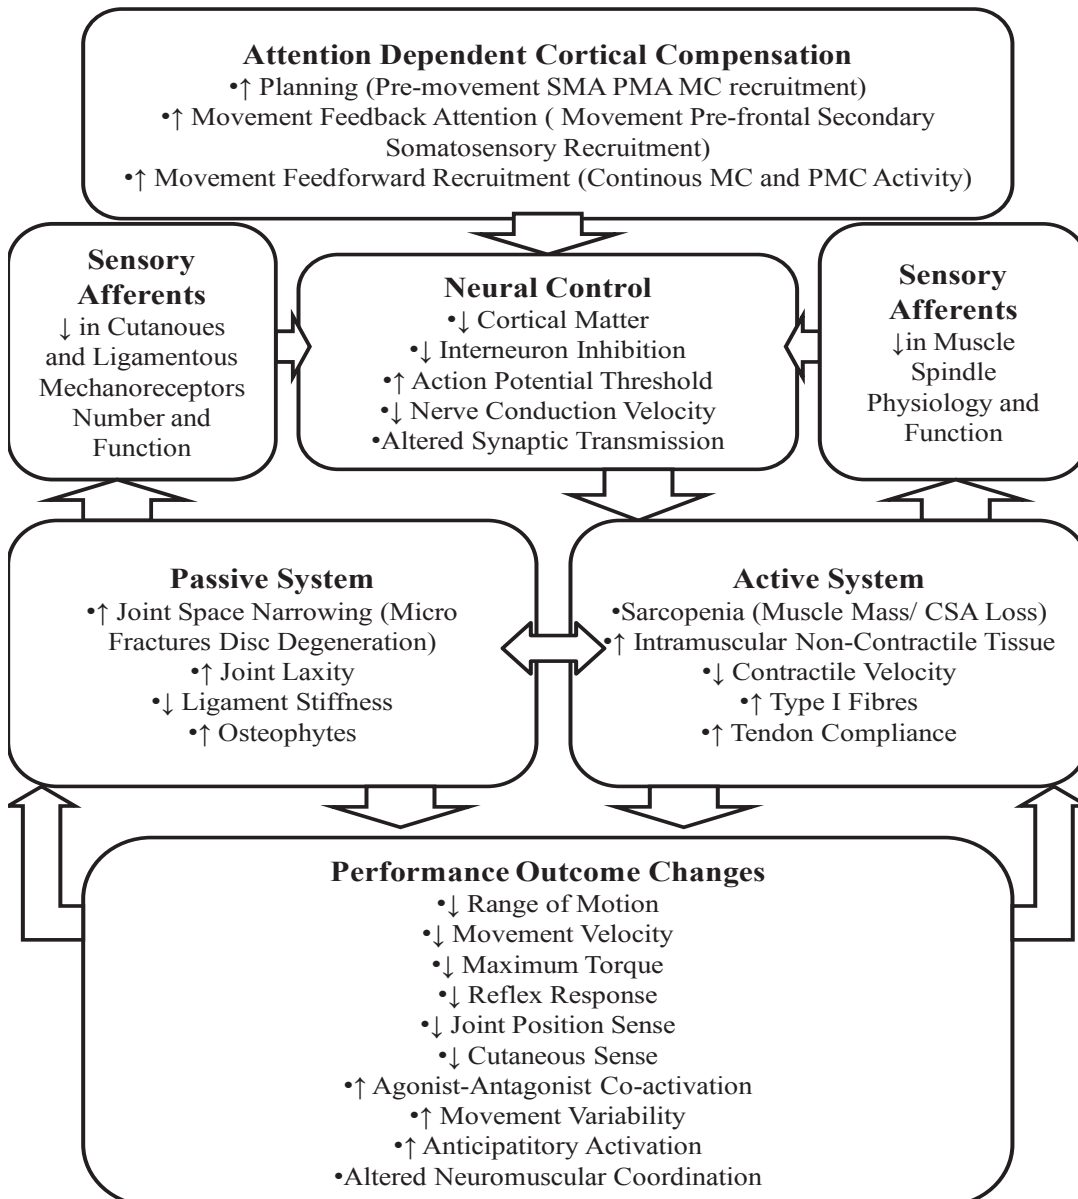 Attention Dependent Cortical Compensation
•↑ Planning (Pre-movement SMA PMA MC recruitment)
•↑ Movement Feedback Attention ( Movement Pre-frontal Secondary
Somatosensory Recruitment)
•↑ Movement Feedforward Recruitment (Continous MC and PMC Activity)
Sensory
Afferents
↓ in Cutanoues
and Ligamentous
Mechanoreceptors
Number and
Function
Neural Control
•↓ Cortical Matter
•↓ Interneuron Inhibition
•↑ Action Potential Threshold
•↓ Nerve Conduction Velocity
•Altered Synaptic Transmission
Sensory
Afferents
↓in Muscle
Spindle
Physiology and
Function
Passive System
•↑ Joint Space Narrowing (Micro
Fractures Disc Degeneration)
•↑ Joint Laxity
•↓ Ligament Stiffness
•↑ Osteophytes
Active System
•Sarcopenia (Muscle Mass/ CSA Loss)
•↑ Intramuscular Non-Contractile Tissue
•↓ Contractile Velocity
•↑ Type I Fibres
•↑ Tendon Compliance
Performance Outcome Changes
•↓ Range of Motion
•↓ Movement Velocity
•↓ Maximum Torque
•↓ Reflex Response
•↓ Joint Position Sense
•↓ Cutaneous Sense
•↑ Agonist-Antagonist Co-activation
•↑ Movement Variability
•↑ Anticipatitory Activation
•Altered Neuromuscular Coordination